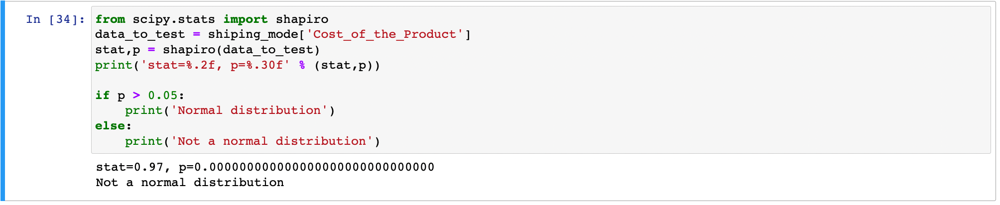 In [34]: from scipy.stats import shapiro
data_to_test = shiping_mode['Cost_of_the_Product']
stat,p = shapiro(data_to_test)
print('stat=%.2f, p=%.30f' % (stat,p))

if p > 0.05:
    print('Normal distribution')
else:
    print('Not a normal distribution')
stat=0.97, p=0.000000000000000000000000000000
Not a normal distribution